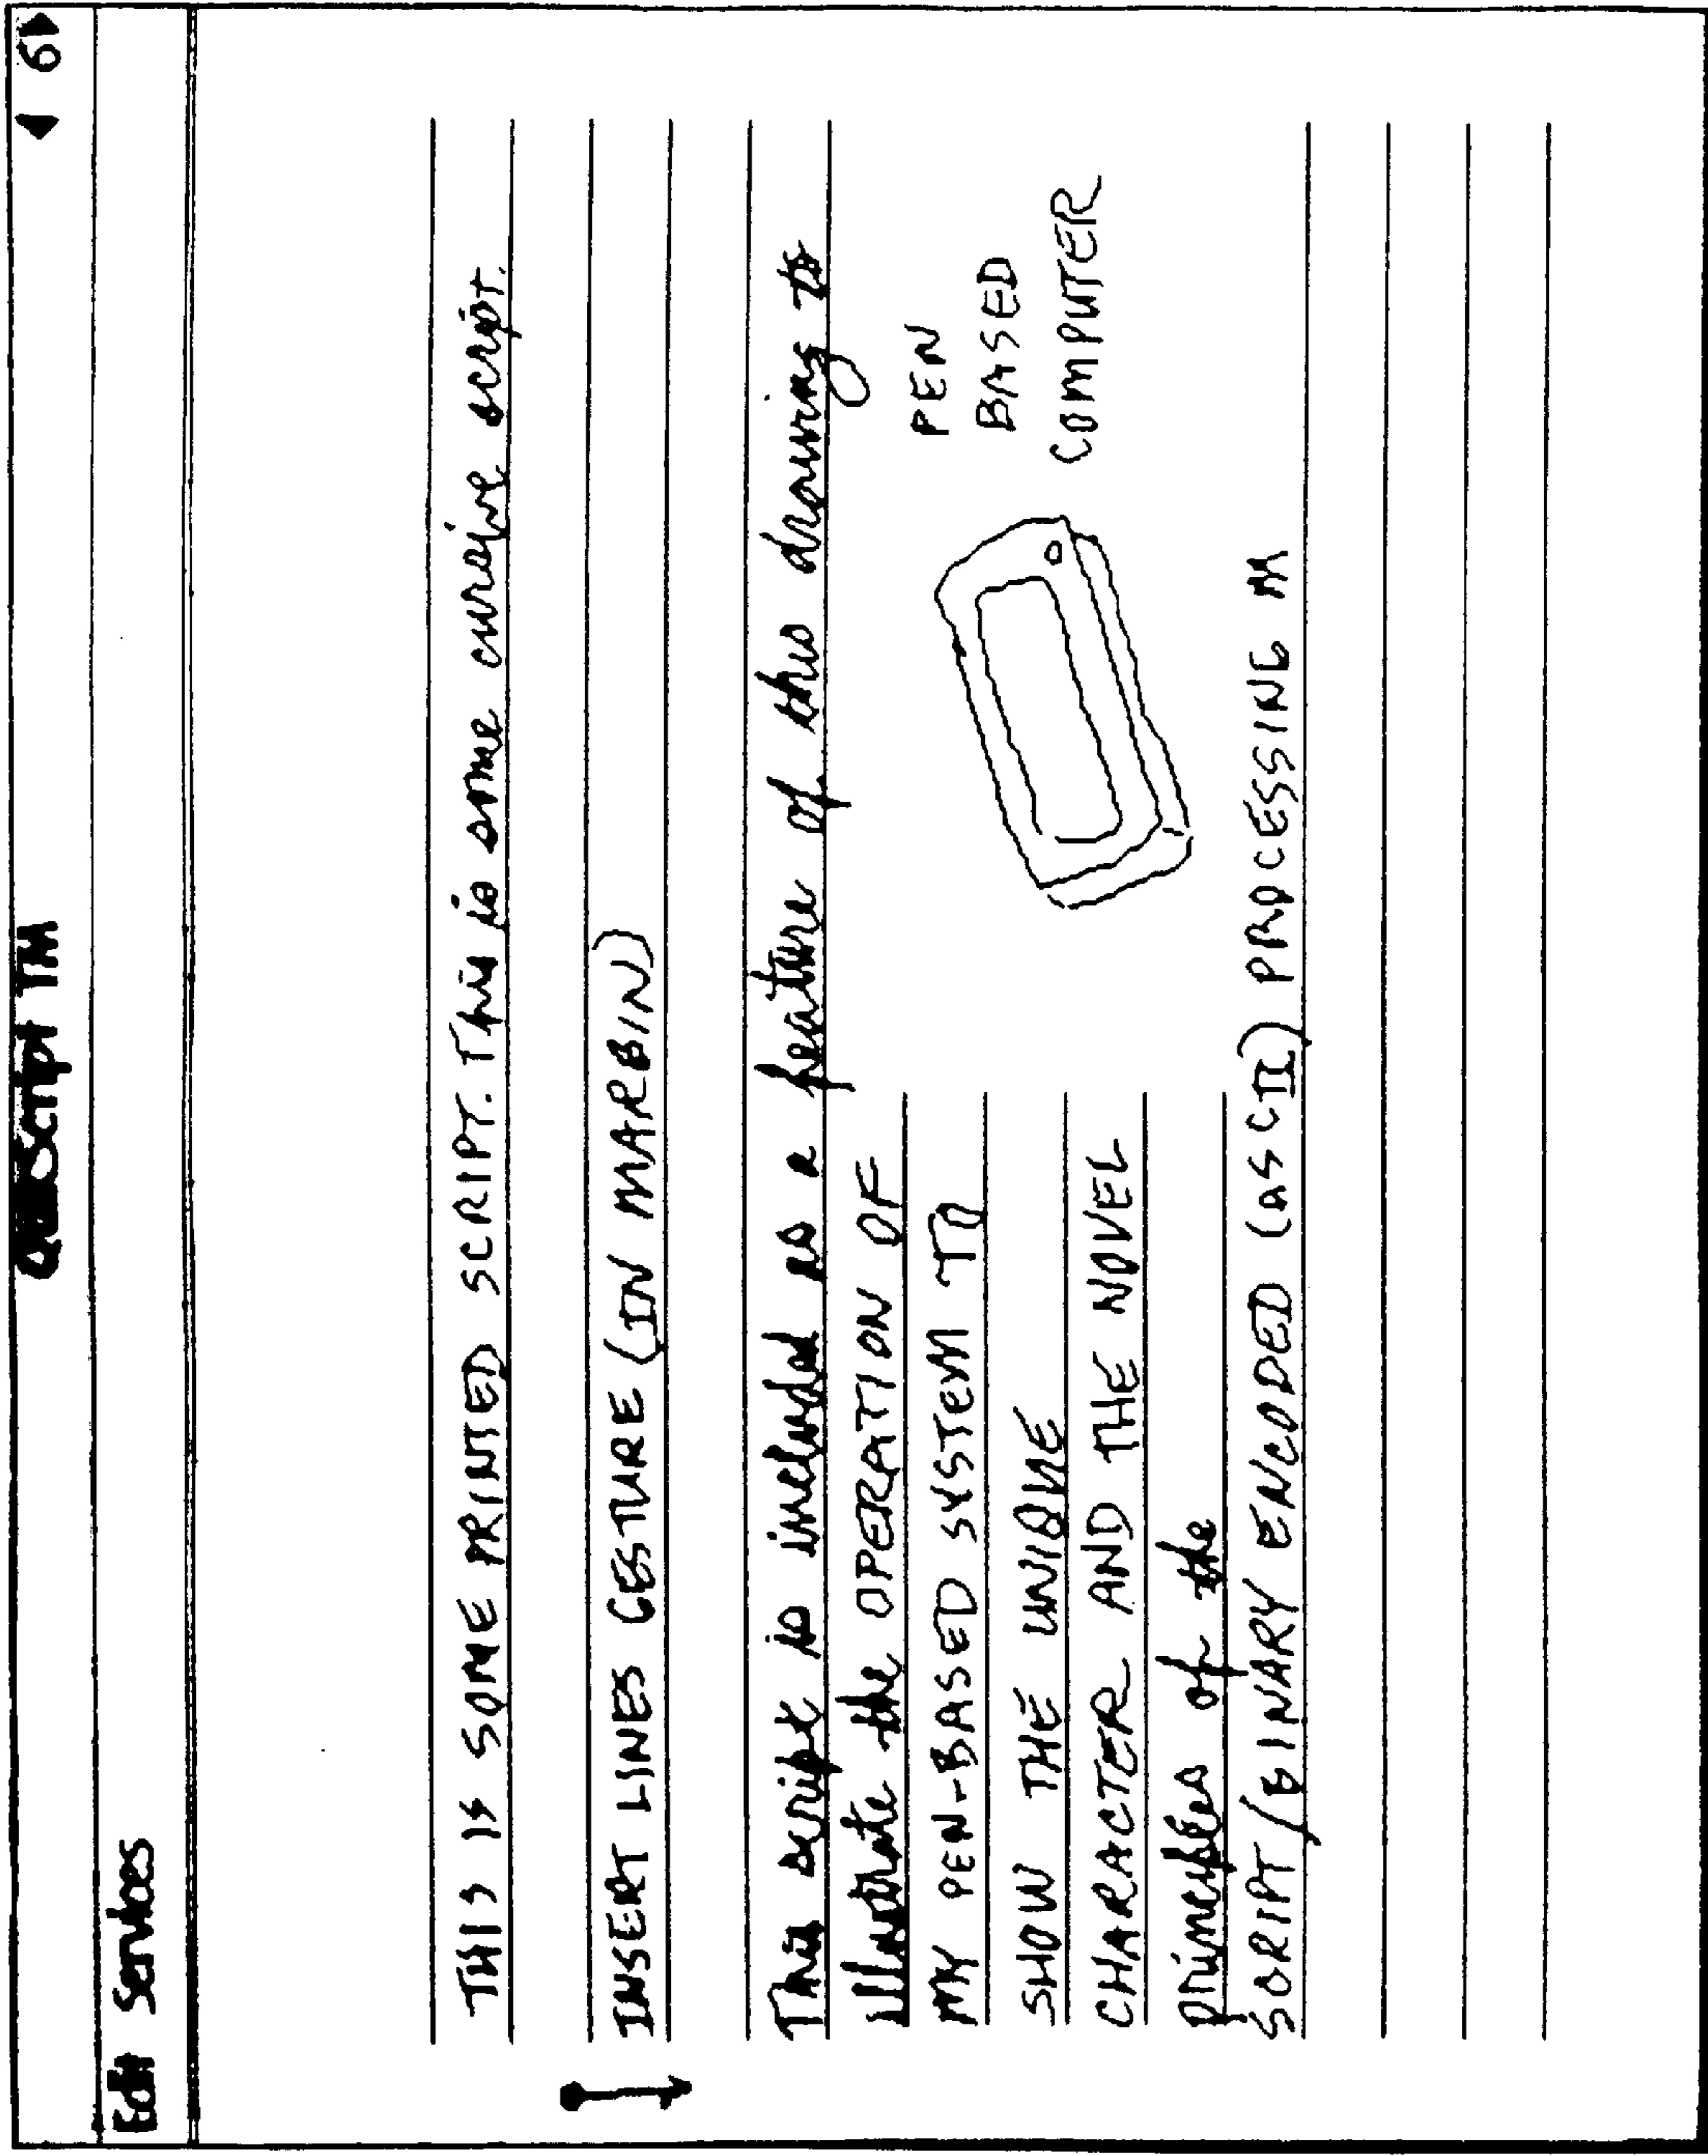 Script TM
◀ 6▶
Edit Services
THIS IS SOME PRINTED SCRIPT. This is some cursive script.
INSERT LINES GESTURE (IN MARGIN)
This script is included as a feature of this drawing to
illustrate the OPERATION OF
MY PEN-BASED SYSTEM TO
SHOW THE UNIQUE
CHARACTER AND THE NOVEL
principles of the
SCRIPT/BINARY ENCODED (ASCII) PROCESSING M
PEN
BASED
COMPUTER